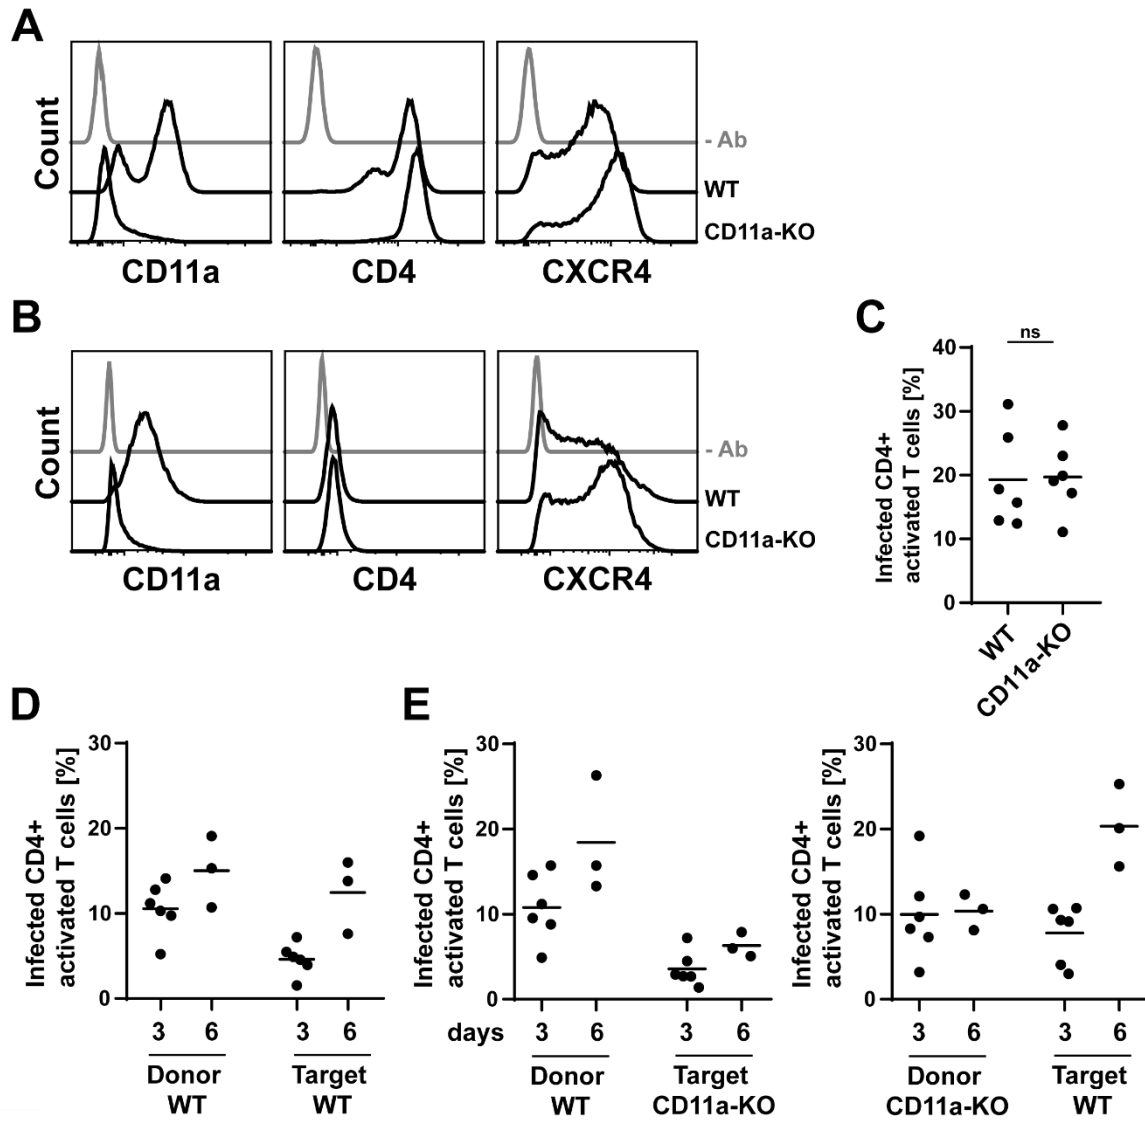 A
Count
- Ab
WT
CD11a-KO
CD11a
CD4
CXCR4
B
Count
- Ab
WT
CD11a-KO
CD11a
CD4
CXCR4
C
ns
Infected CD4+
activated T cells [%]
40
30
20
10
0
WT
CD11a-KO
D
Infected CD4+
activated T cells [%]
30
20
10
0
3 6 3 6
Donor Target
WT WT
E
Infected CD4+
activated T cells [%]
30
20
10
0
days 3 6 3 6
Donor Target
WT CD11a-KO
Infected CD4+
activated T cells [%]
30
20
10
0
3 6 3 6
Donor Target
CD11a-KO WT